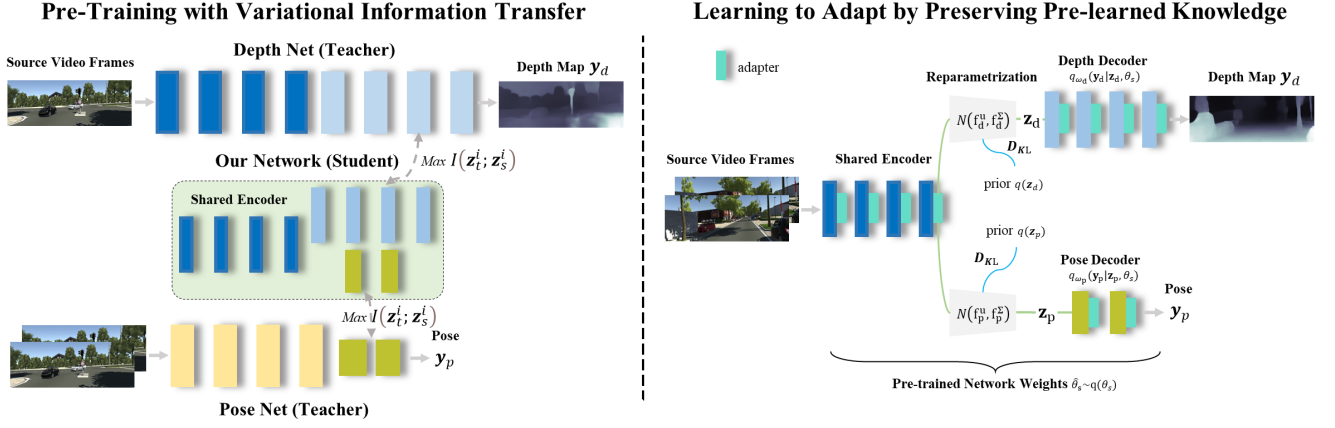 Pre-Training with Variational Information Transfer
Depth Net (Teacher)
Source Video Frames
Depth Map y_d
Max I(z_t^i; z_s^i)
Our Network (Student)
Shared Encoder
Max I(z_t^i; z_s^i)
Pose
y_p
Pose Net (Teacher)
Learning to Adapt by Preserving Pre-learned Knowledge
adapter
Depth Decoder
q_{ω_d}(y_d|z_d, θ_s)
Depth Map y_d
Reparametrization
N(f_d^u, f_d^Σ)
z_d
D_KL
prior q(z_d)
Source Video Frames
Shared Encoder
prior q(z_p)
D_KL
Pose Decoder
q_{ω_p}(y_p|z_p, θ_s)
N(f_p^u, f_p^Σ)
z_p
Pose
y_p
Pre-trained Network Weights θ̂_s~q(θ_s)